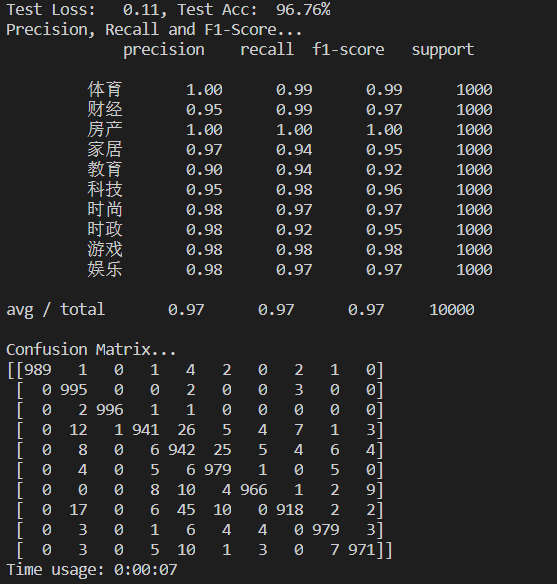 Test Loss:   0.11, Test Acc:  96.76%
Precision, Recall and F1-Score...
             precision    recall  f1-score   support

         体育       1.00      0.99      0.99      1000
         财经       0.95      0.99      0.97      1000
         房产       1.00      1.00      1.00      1000
         家居       0.97      0.94      0.95      1000
         教育       0.90      0.94      0.92      1000
         科技       0.95      0.98      0.96      1000
         时尚       0.98      0.97      0.97      1000
         时政       0.98      0.92      0.95      1000
         游戏       0.98      0.98      0.98      1000
         娱乐       0.98      0.97      0.97      1000

avg / total       0.97      0.97      0.97     10000

Confusion Matrix...
[[989   1   0   1   4   2   0   2   1   0]
 [  0 995   0   0   2   0   0   3   0   0]
 [  0   2 996   1   1   0   0   0   0   0]
 [  0  12   1 941  26   5   4   7   1   3]
 [  0   8   0   6 942  25   5   4   6   4]
 [  0   4   0   5   6 979   1   0   5   0]
 [  0   0   0   8  10   4 966   1   2   9]
 [  0  17   0   6  45  10   0 918   2   2]
 [  0   3   0   1   6   4   4   0 979   3]
 [  0   3   0   5  10   1   3   0   7 971]]
Time usage: 0:00:07